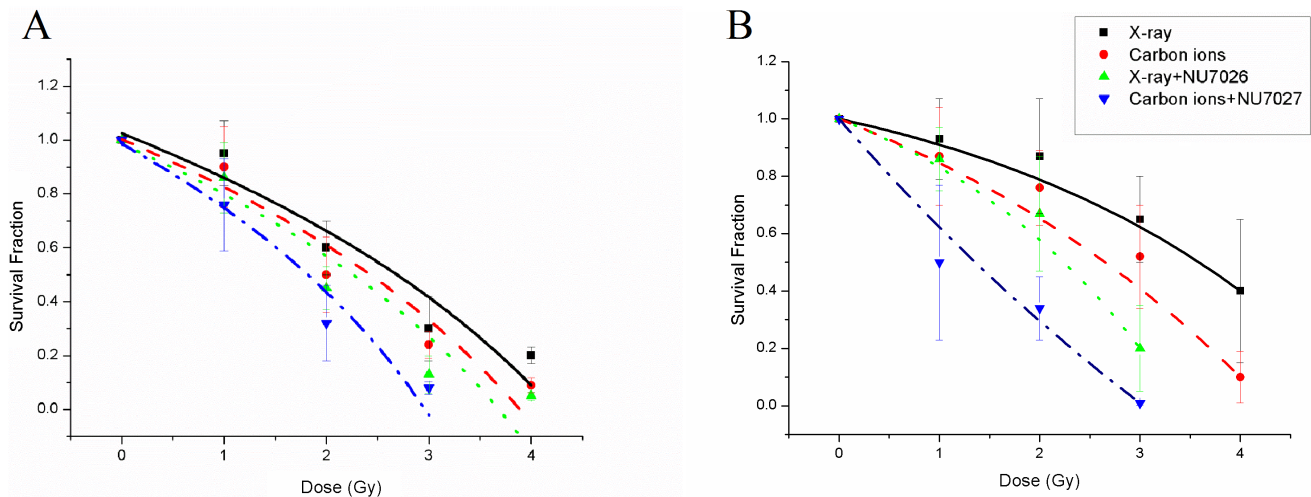 A
B
X-ray
Carbon ions
X-ray+NU7026
Carbon ions+NU7027
1.2
1.0
0.8
0.6
0.4
0.2
0.0
Survival Fraction
0 1 2 3 4
Dose (Gy)
1.2
1.0
0.8
0.6
0.4
0.2
0.0
Survival Fraction
0 1 2 3 4
Dose (Gy)